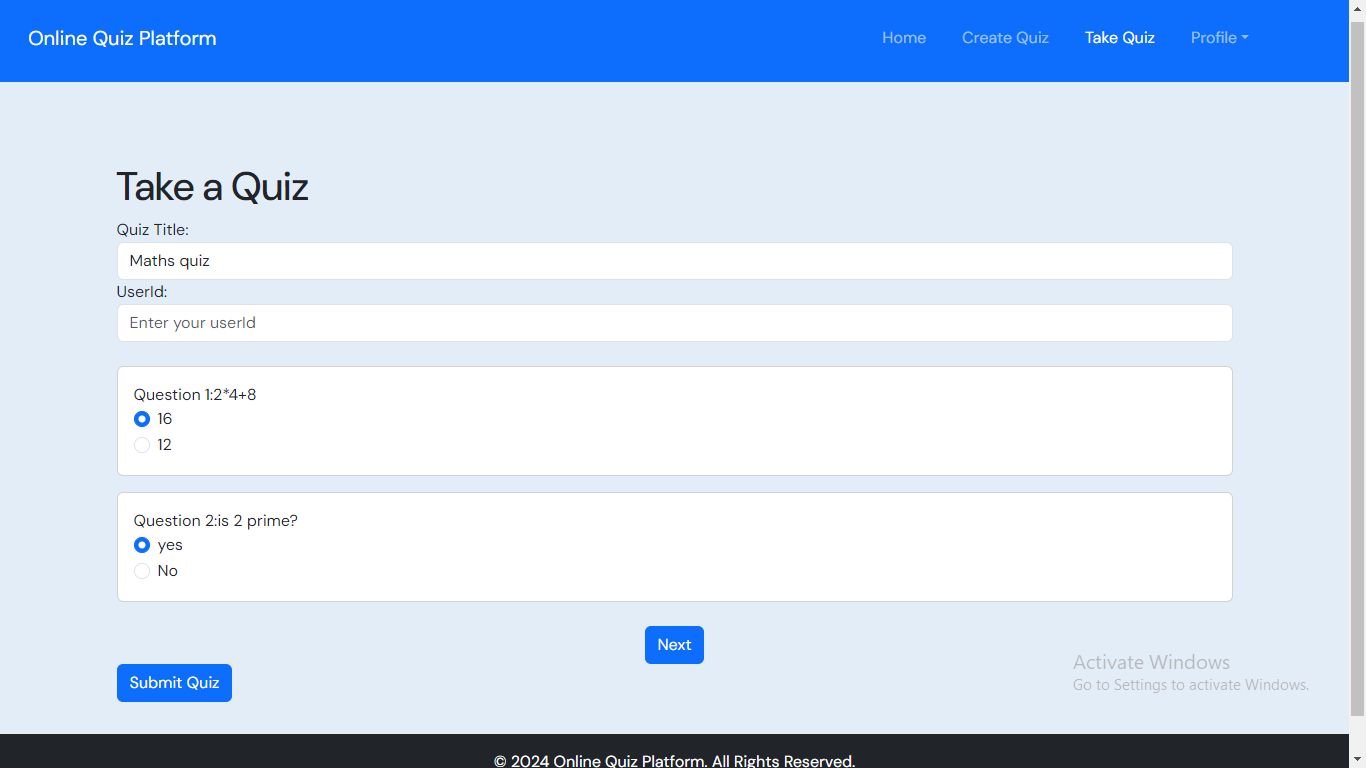 Online Quiz Platform
Home Create Quiz Take Quiz Profile
Take a Quiz
Quiz Title:
Maths quiz
UserId:
Enter your userId
Question 1:2*4+8
16
12
Question 2:is 2 prime?
yes
No
Next
Submit Quiz
Activate Windows
Go to Settings to activate Windows.
© 2024 Online Quiz Platform. All Rights Reserved.